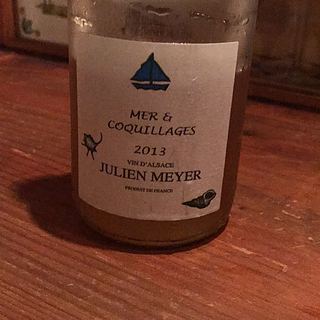 MER &
COQUILLAGES
2013
VIN D'ALSACE
JULIEN MEYER
PRODUIT DE FRANCE